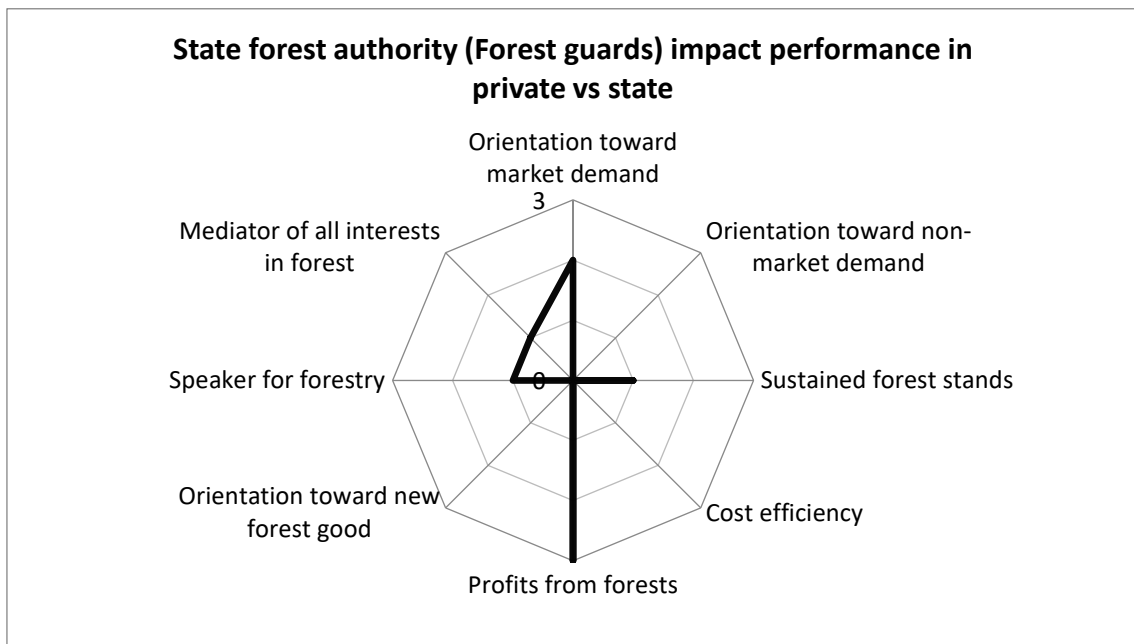 State forest authority (Forest guards) impact performance in
private vs state
Orientation toward
market demand
3
Mediator of all interests
in forest
Orientation toward non-
market demand
Speaker for forestry
0
Sustained forest stands
Orientation toward new
forest good
Cost efficiency
Profits from forests